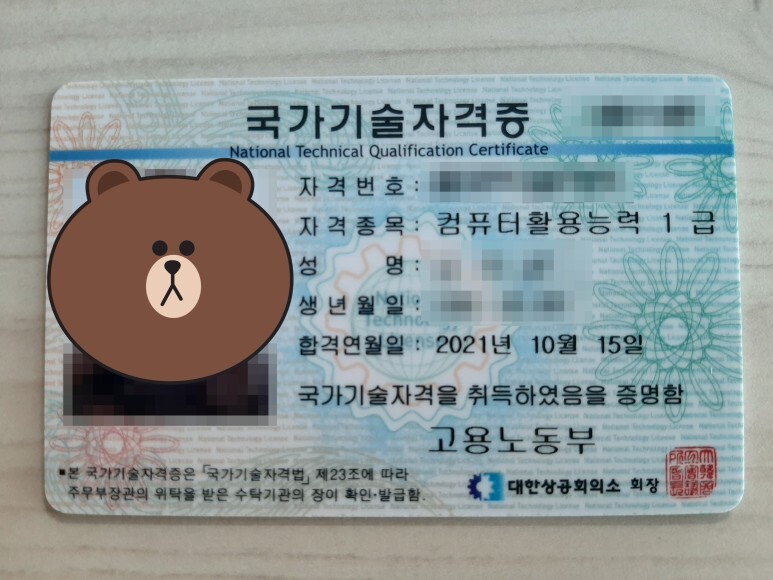 국가기술자격증
National Technical Qualification Certificate
자격번호 :
자격종목 : 컴퓨터활용능력 1 급
성 명 :
생년월일 :
합격연월일 : 2021년 10월 15일
국가기술자격을 취득하였음을 증명함
고용노동부
▪본 국가기술자격증은 「국가기술자격법」 제23조에 따라
주무부장관의 위탁을 받은 수탁기관의 장이 확인·발급함.
대한상공회의소 회장